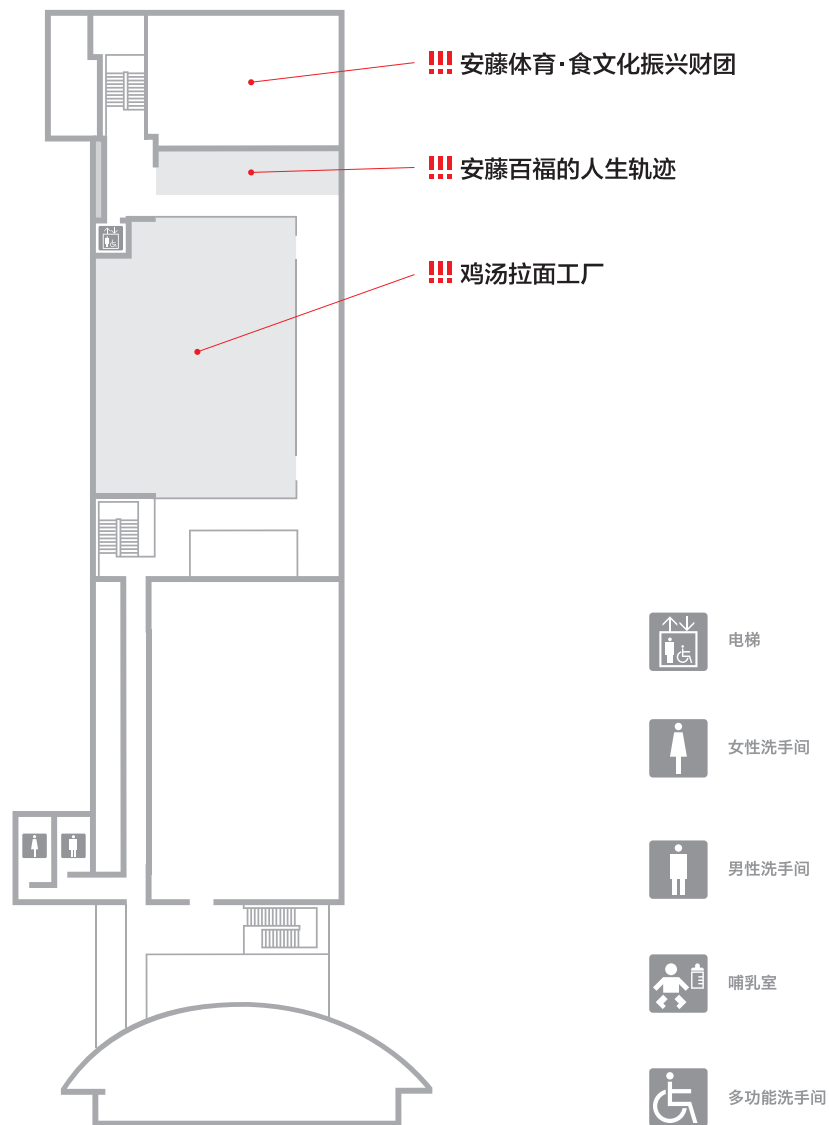 !!! 安藤体育·食文化振兴财团
!!! 安藤百福的人生轨迹
!!! 鸡汤拉面工厂
电梯
女性洗手间
男性洗手间
哺乳室
多功能洗手间